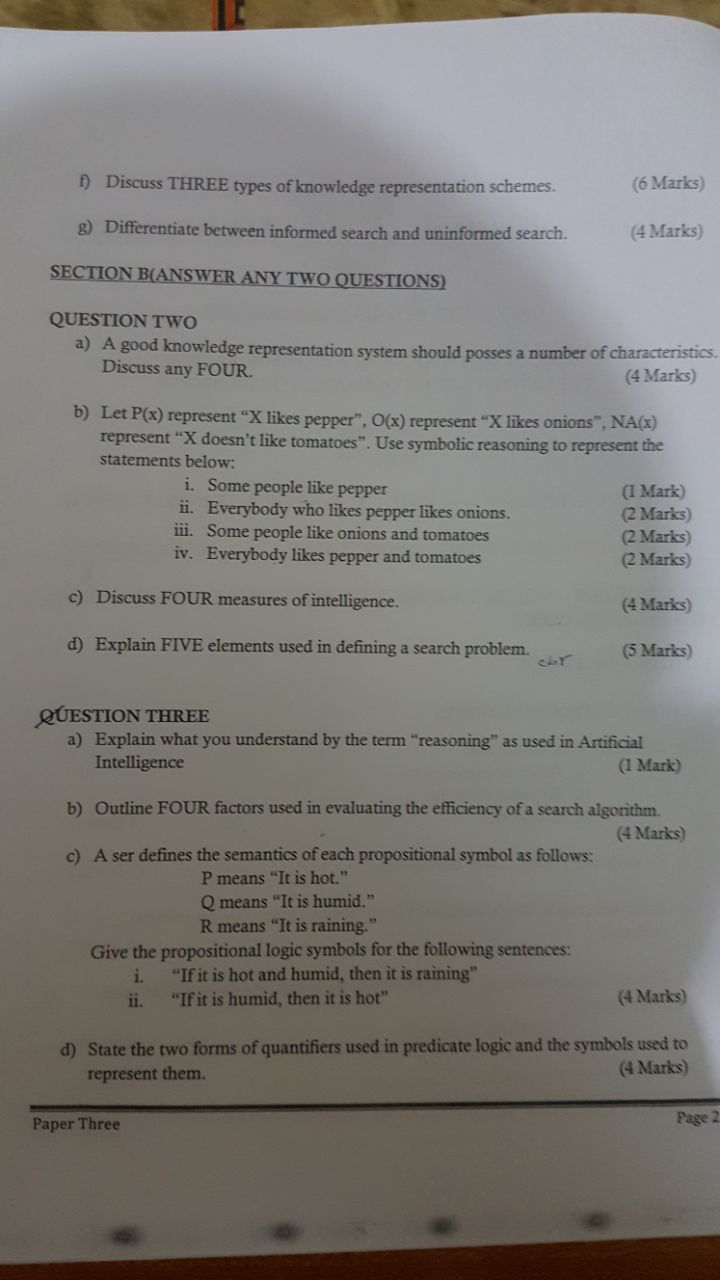 f) Discuss THREE types of knowledge representation schemes. (6 Marks)
g) Differentiate between informed search and uninformed search. (4 Marks)
SECTION B(ANSWER ANY TWO QUESTIONS)
QUESTION TWO
a) A good knowledge representation system should posses a number of characteristics.
Discuss any FOUR. (4 Marks)
b) Let P(x) represent “X likes pepper”, O(x) represent “X likes onions”, NA(x)
represent “X doesn’t like tomatoes”. Use symbolic reasoning to represent the
statements below:
i. Some people like pepper (1 Mark)
ii. Everybody who likes pepper likes onions. (2 Marks)
iii. Some people like onions and tomatoes (2 Marks)
iv. Everybody likes pepper and tomatoes (2 Marks)
c) Discuss FOUR measures of intelligence. (4 Marks)
d) Explain FIVE elements used in defining a search problem. (5 Marks)
QUESTION THREE
a) Explain what you understand by the term “reasoning” as used in Artificial
Intelligence (1 Mark)
b) Outline FOUR factors used in evaluating the efficiency of a search algorithm.
(4 Marks)
c) A ser defines the semantics of each propositional symbol as follows:
P means “It is hot.”
Q means “It is humid.”
R means “It is raining.”
Give the propositional logic symbols for the following sentences:
i. “If it is hot and humid, then it is raining”
ii. “If it is humid, then it is hot” (4 Marks)
d) State the two forms of quantifiers used in predicate logic and the symbols used to
represent them. (4 Marks)
Paper Three Page 2